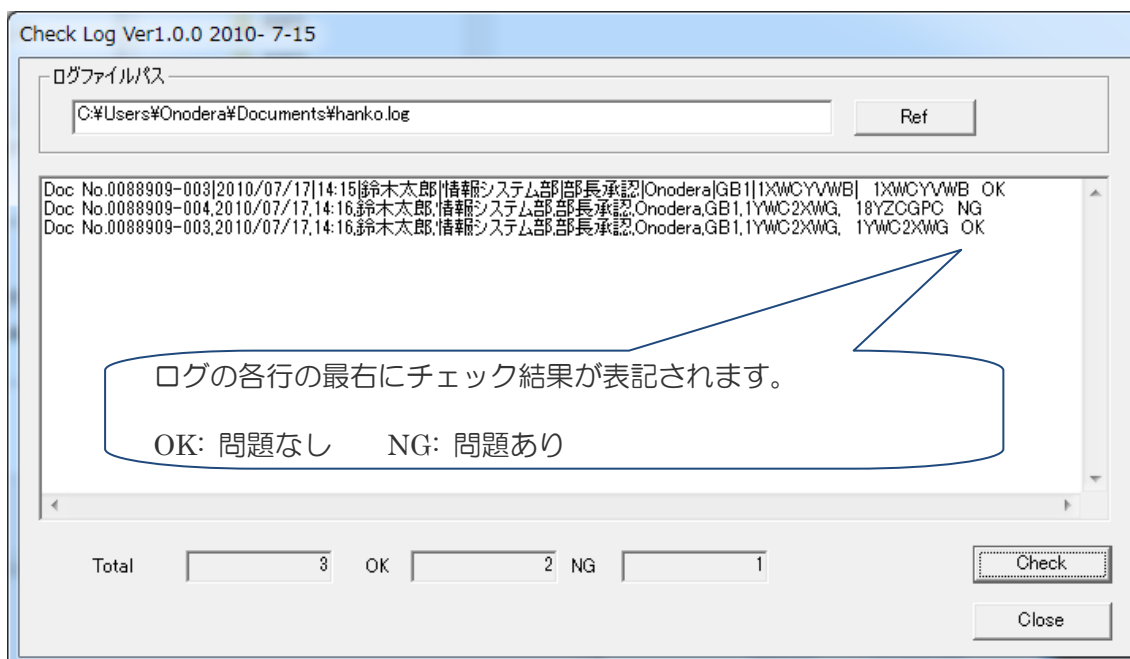 Check Log Ver1.0.0 2010- 7-15
ログファイルパス
C:¥Users¥Onodera¥Documents¥hanko.log
Ref
Doc No.0088909-003|2010/07/17|14:15|鈴木太郎|情報システム部|部長承認|Onodera|GB1|1XWCYVWB| 1XWCYVWB OK
Doc No.0088909-004,2010/07/17,14:16,鈴木太郎,情報システム部,部長承認,Onodera,GB1,1YWC2XWG, 18YZCGPC NG
Doc No.0088909-003,2010/07/17,14:16,鈴木太郎,情報システム部,部長承認,Onodera,GB1,1YWC2XWG, 1YWC2XWG OK
ログの各行の最右にチェック結果が表記されます。
OK: 問題なし NG: 問題あり
Total 3 OK 2 NG 1
Check
Close